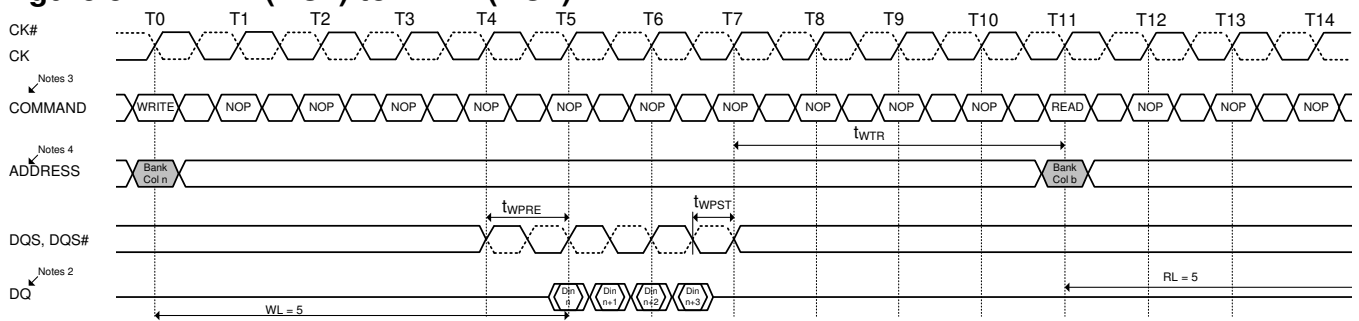 T0 T1 T2 T3 T4 T5 T6 T7 T8 T9 T10 T11 T12 T13 T14
CK#
CK
Notes 3
COMMAND WRITE NOP NOP NOP NOP NOP NOP NOP NOP NOP NOP READ NOP NOP NOP
tWTR
Notes 4
ADDRESS
Bank
Col n
Bank
Col b
tWPRE tWPST
DQS, DQS#
Notes 2
DQ
Din
n
Din
n+1
Din
n+2
Din
n+3
RL = 5
WL = 5